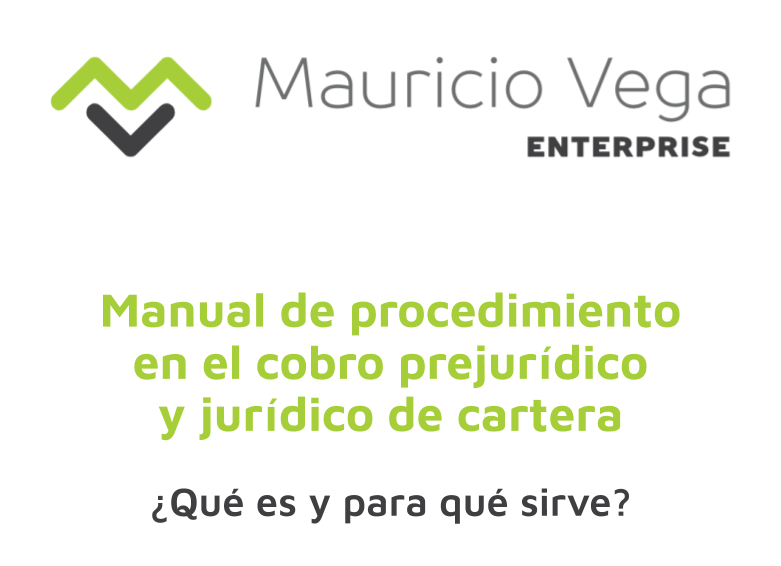 Mauricio Vega
ENTERPRISE
Manual de procedimiento
en el cobro prejurídico
y jurídico de cartera
¿Qué es y para qué sirve?